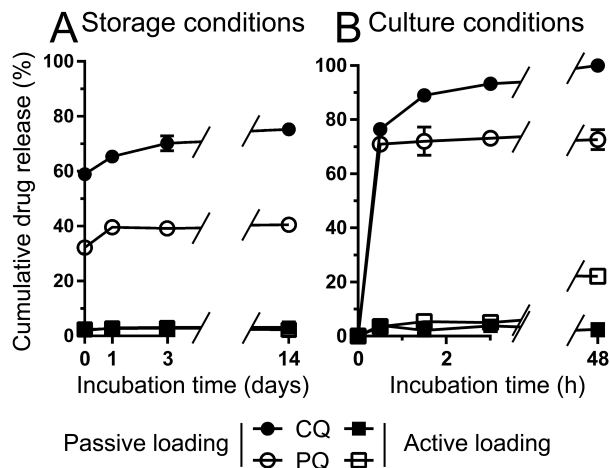 A Storage conditions
B Culture conditions
Cumulative drug release (%)
100
80
60
40
20
0
0 1 3 14
Incubation time (days)
100
80
60
40
20
0
0 2 48
Incubation time (h)
Passive loading CQ Active loading
PQ